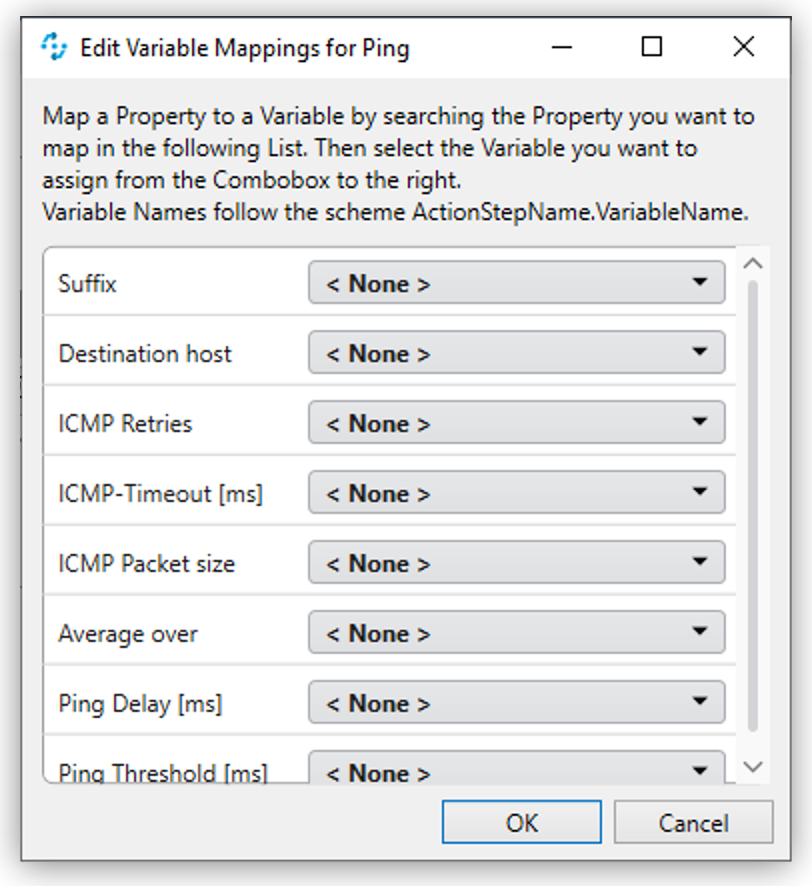 Edit Variable Mappings for Ping
Map a Property to a Variable by searching the Property you want to
map in the following List. Then select the Variable you want to
assign from the Combobox to the right.
Variable Names follow the scheme ActionStepName.VariableName.
Suffix < None >
Destination host < None >
ICMP Retries < None >
ICMP-Timeout [ms] < None >
ICMP Packet size < None >
Average over < None >
Ping Delay [ms] < None >
Ping Threshold [ms] < None >
OK Cancel